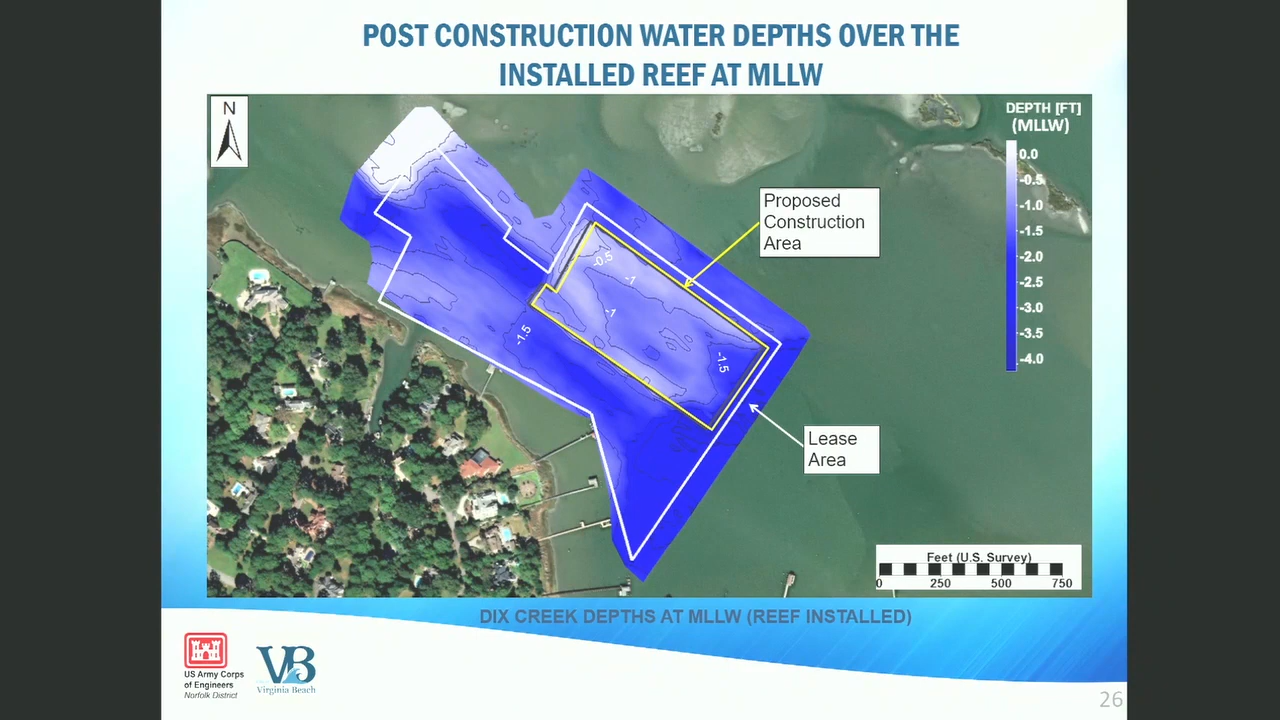 POST CONSTRUCTION WATER DEPTHS OVER THE
INSTALLED REEF AT MLLW
N
DEPTH [FT]
(MLLW)
0.0
-0.5
-1.0
-1.5
-2.0
-2.5
-3.0
-3.5
-4.0
Proposed
Construction
Area
-0.5
-1
-1
-1.5
-1.5
Lease
Area
Feet (U.S. Survey)
0 250 500 750
DIX CREEK DEPTHS AT MLLW (REEF INSTALLED)
US Army Corps
of Engineers
Norfolk District
VB
Virginia Beach
26